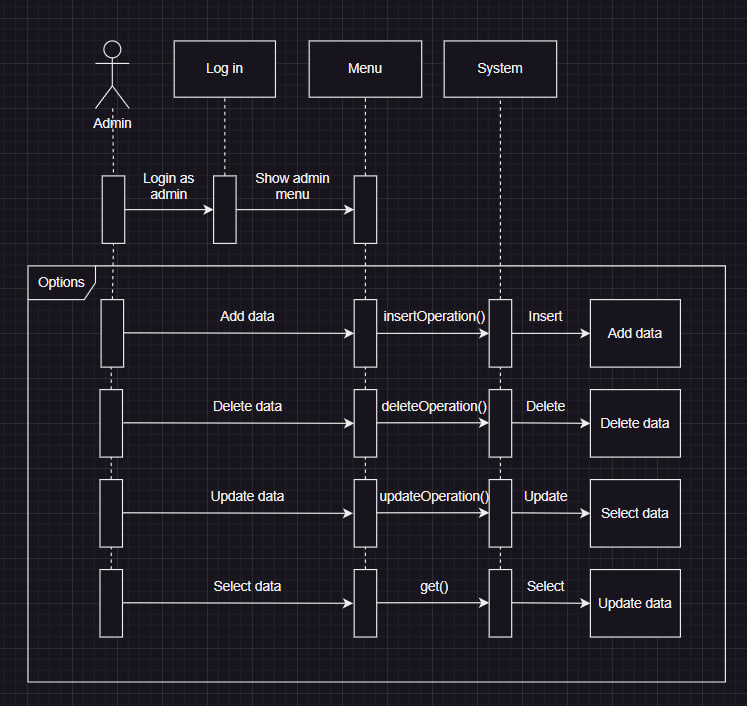 Log in
Menu
System
Admin
Login as
admin
Show admin
menu
Options
Add data
insertOperation()
Insert
Add data
Delete data
deleteOperation()
Delete
Delete data
Update data
updateOperation()
Update
Select data
Select data
get()
Select
Update data